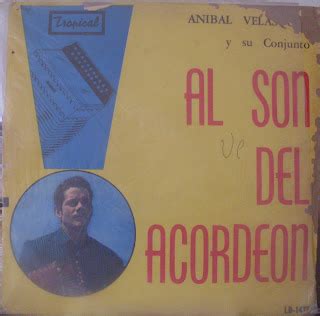 Tropical
ANIBAL
y su Conjunto
AL SON
DEL
ACORDEON